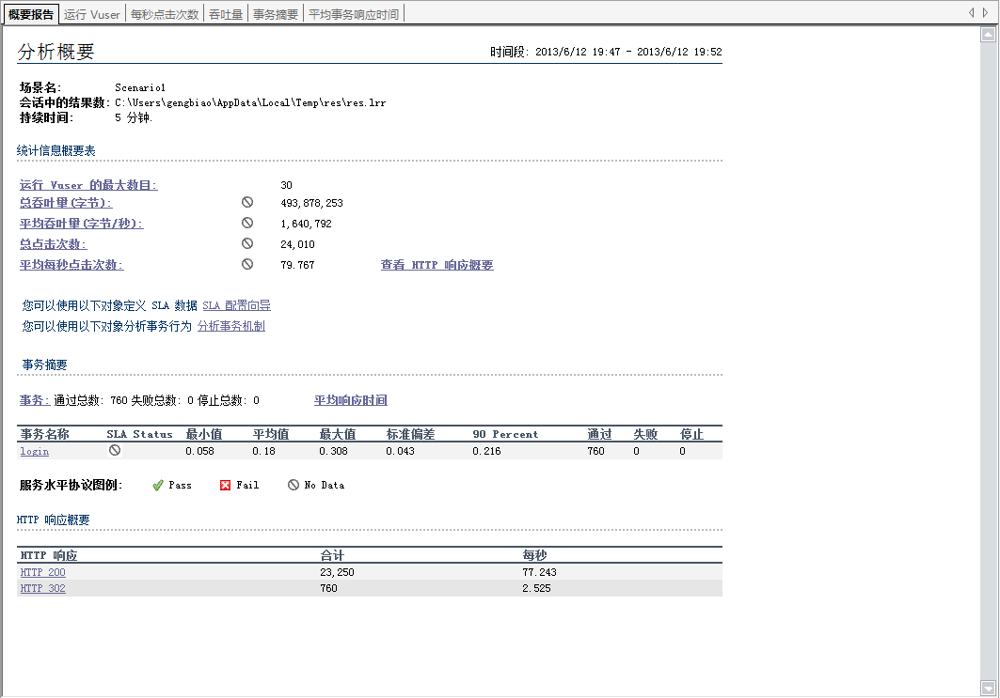 概要报告 运行 Vuser 每秒点击次数 吞吐量 事务摘要 平均事务响应时间
分析概要 时间段: 2013/6/12 19:47 - 2013/6/12 19:52
场景名: Scenario1
会话中的结果数: C:\Users\gengbiao\AppData\Local\Temp\res\res.lrr
持续时间: 5 分钟.
统计信息概要表
运行 Vuser 的最大数目: 30
总吞吐量(字节): 493,878,253
平均吞吐量(字节/秒): 1,640,792
总点击次数: 24,010
平均每秒点击次数: 79.767 查看 HTTP 响应概要
您可以使用以下对象定义 SLA 数据 SLA 配置向导
您可以使用以下对象分析事务行为 分析事务机制
事务摘要
事务: 通过总数: 760 失败总数: 0 停止总数: 0 平均响应时间
事务名称 SLA Status 最小值 平均值 最大值 标准偏差 90 Percent 通过 失败 停止
login 0.058 0.18 0.308 0.043 0.216 760 0 0
服务水平协议图例: Pass Fail No Data
HTTP 响应概要
HTTP 响应 合计 每秒
HTTP 200 23,250 77.243
HTTP 302 760 2.525